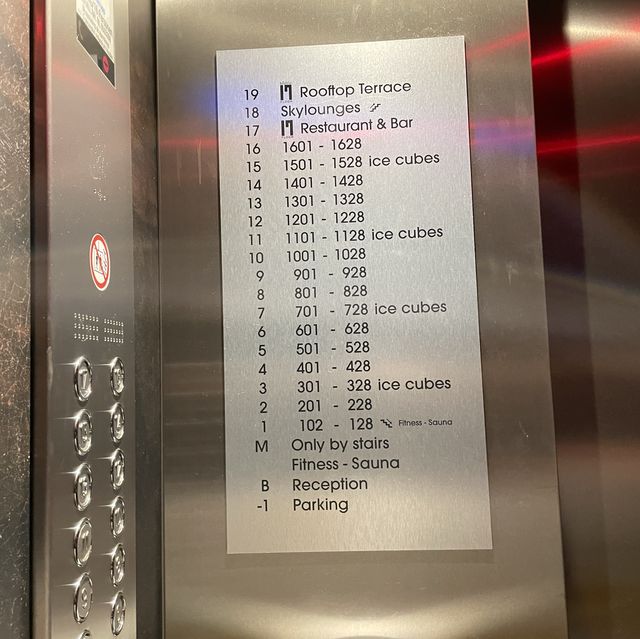 19 17 Rooftop Terrace
18 Skylounges
17 17 Restaurant & Bar
16 1601 - 1628
15 1501 - 1528 ice cubes
14 1401 - 1428
13 1301 - 1328
12 1201 - 1228
11 1101 - 1128 ice cubes
10 1001 - 1028
9 901 - 928
8 801 - 828
7 701 - 728 ice cubes
6 601 - 628
5 501 - 528
4 401 - 428
3 301 - 328 ice cubes
2 201 - 228
1 102 - 128 Fitness - Sauna
M Only by stairs
Fitness - Sauna
B Reception
-1 Parking